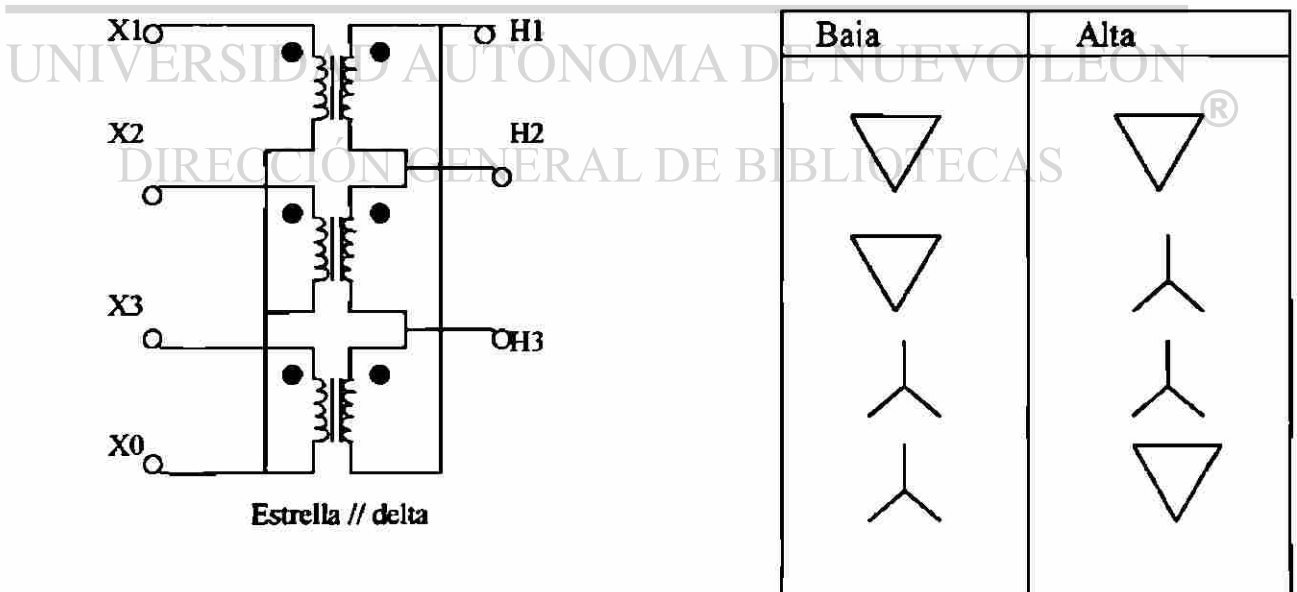 UNIVERSIDAD AUTÓNOMA DE NUEVO LEÓN
®
DIRECCIÓN GENERAL DE BIBLIOTECAS
X1
H1
X2
H2
X3
H3
X0
Estrella // delta
Baia
Alta